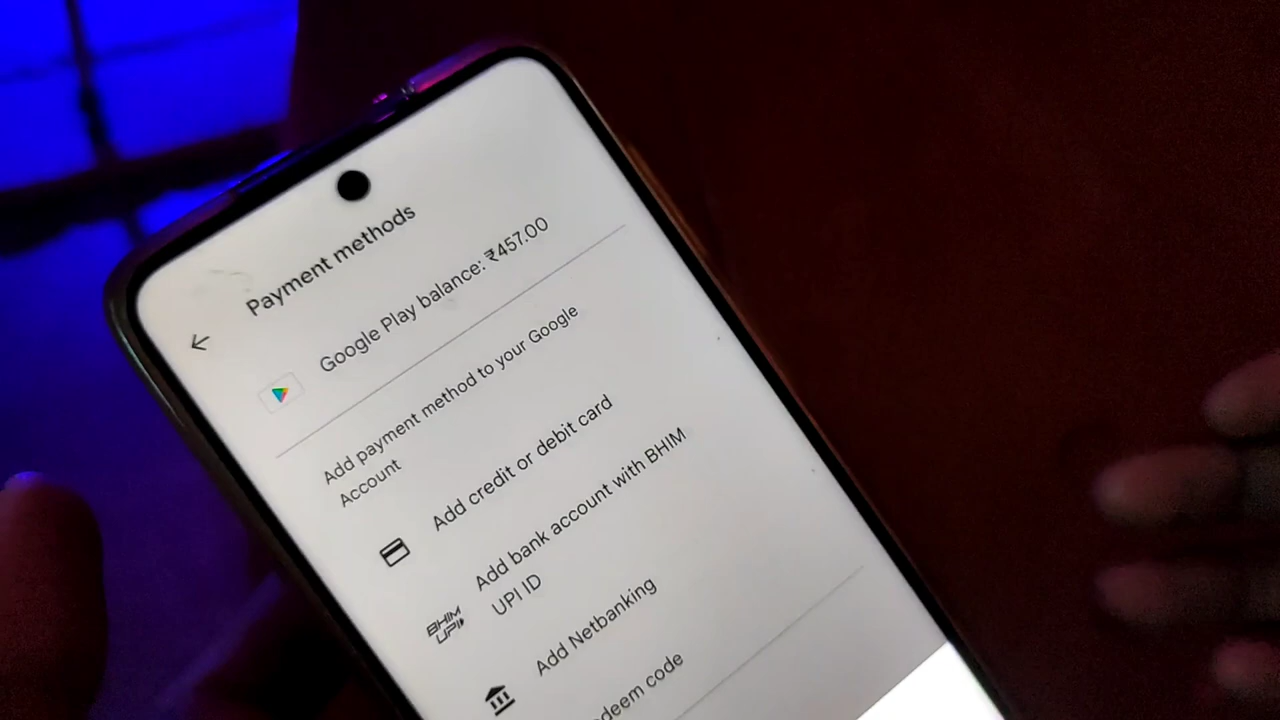 Payment methods
Google Play balance: ₹457.00
Add payment method to your Google
Account
Add credit or debit card
BHIM
UPI
Add bank account with BHIM
UPI ID
Add Netbanking
code